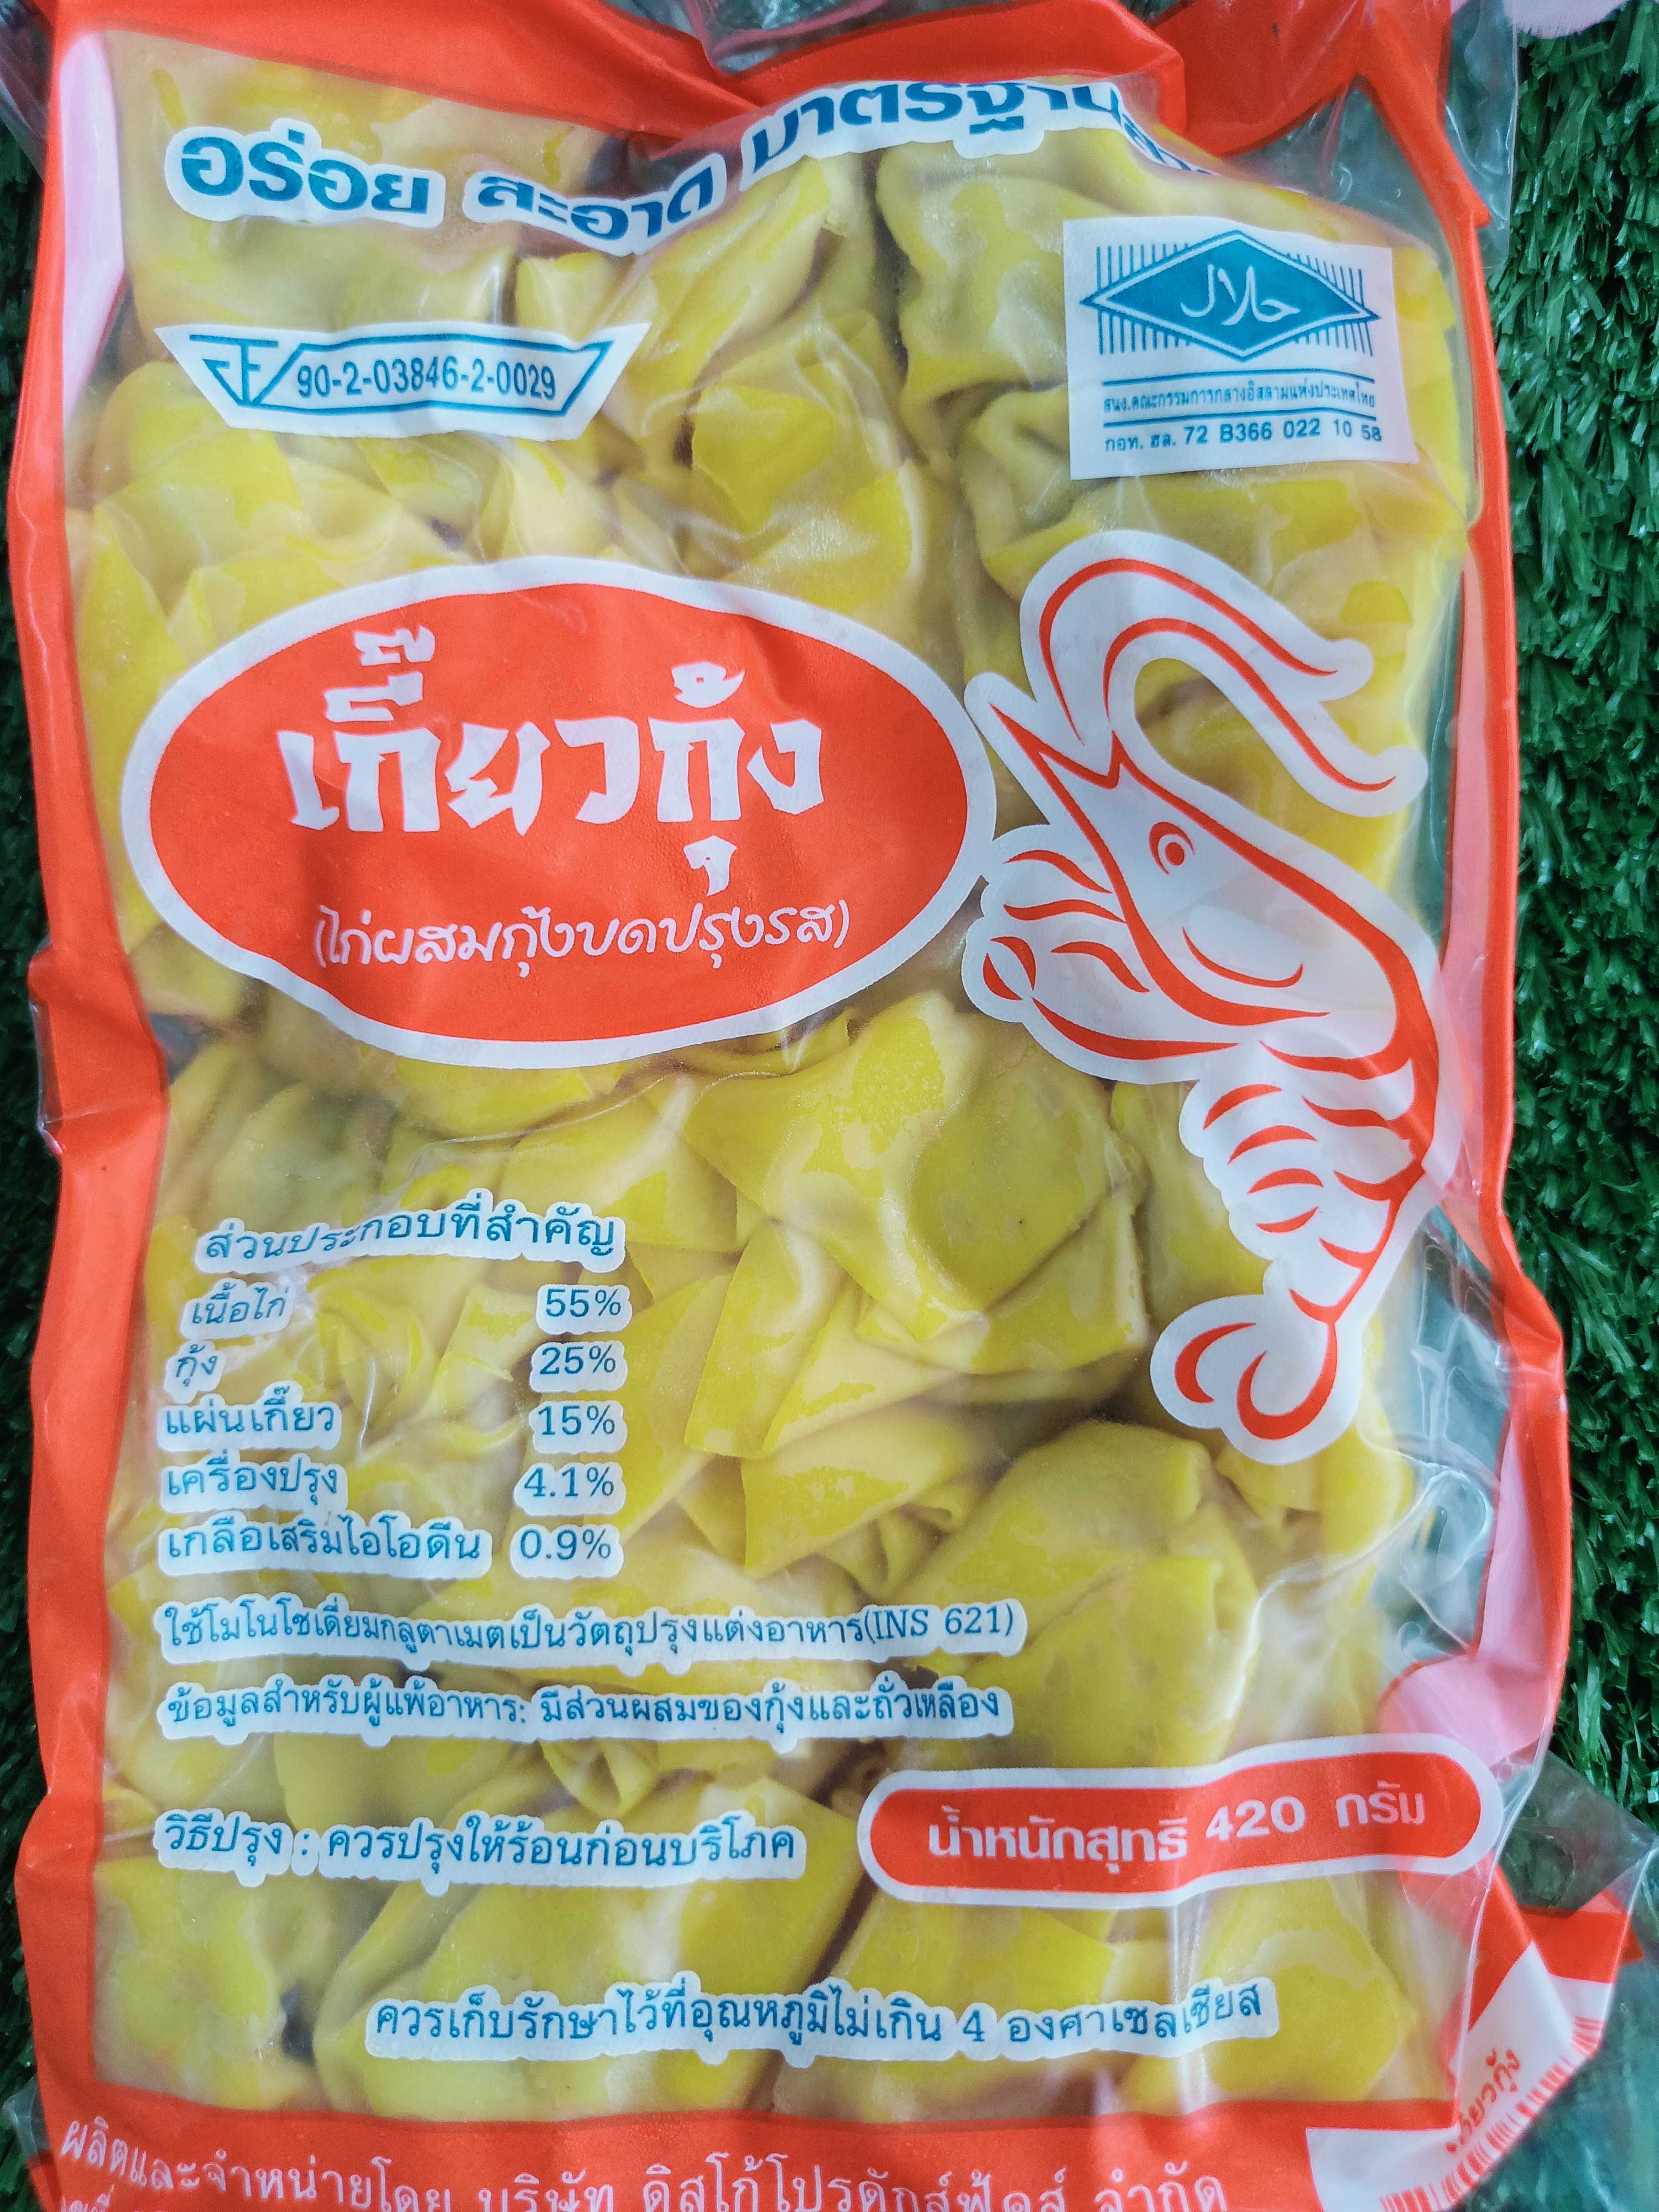 อร่อย สะอาด มาตรฐาน
90-2-03846-2-0029
حلال
สนง.คณะกรรมการกลางอิสลามแห่งประเทศไทย
กอท. ฮล. 72 B366 022 10 58
เกี๊ยวกุ้ง
(ไก่ผสมกุ้งบดปรุงรส)
ส่วนประกอบที่สำคัญ
เนื้อไก่ 55%
กุ้ง 25%
แผ่นเกี๊ยว 15%
เครื่องปรุง 4.1%
เกลือเสริมไอโอดีน 0.9%
ใช้โมโนโซเดี่ยมกลูตาเมตเป็นวัตถุปรุงแต่งอาหาร(INS 621)
ข้อมูลสำหรับผู้แพ้อาหาร: มีส่วนผสมของกุ้งและถั่วเหลือง
วิธีปรุง : ควรปรุงให้ร้อนก่อนบริโภค
น้ำหนักสุทธิ 420 กรัม
ควรเก็บรักษาไว้ที่อุณหภูมิไม่เกิน 4 องศาเซลเซียส
เกี๊ยวกุ้ง
ผลิตและจำหน่ายโดย บริษัท ดิสโก้โปรดักส์ฟู้ดส์ จำกัด